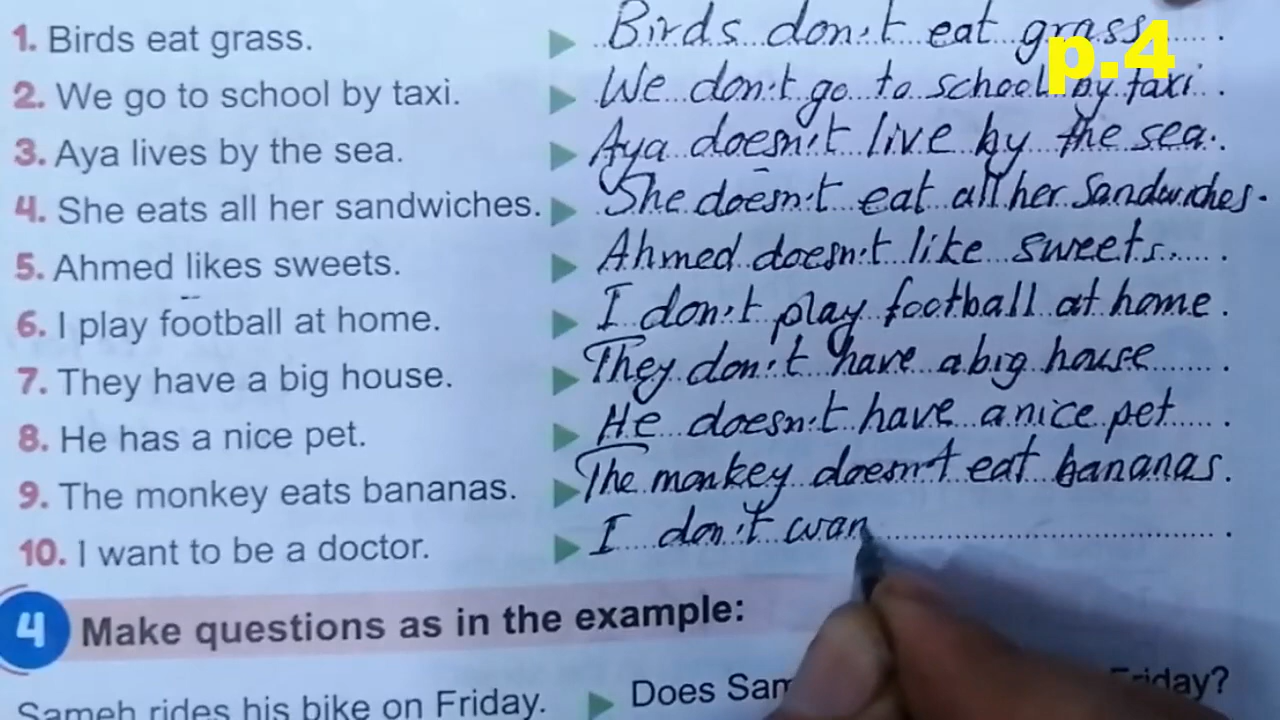 1. Birds eat grass. Birds don't eat grass.
p.4
2. We go to school by taxi. We don't go to school by taxi.
3. Aya lives by the sea. Aya doesn't live by the sea.
4. She eats all her sandwiches. She doesn't eat all her sandwiches.
5. Ahmed likes sweets. Ahmed doesn't like sweets.
6. I play football at home. I don't play football at home.
7. They have a big house. They don't have a big house.
8. He has a nice pet. He doesn't have a nice pet.
9. The monkey eats bananas. The monkey doesn't eat bananas.
10. I want to be a doctor. I don't wan
4 Make questions as in the example:
Sameh rides his bike on Friday. Does Sam Friday?